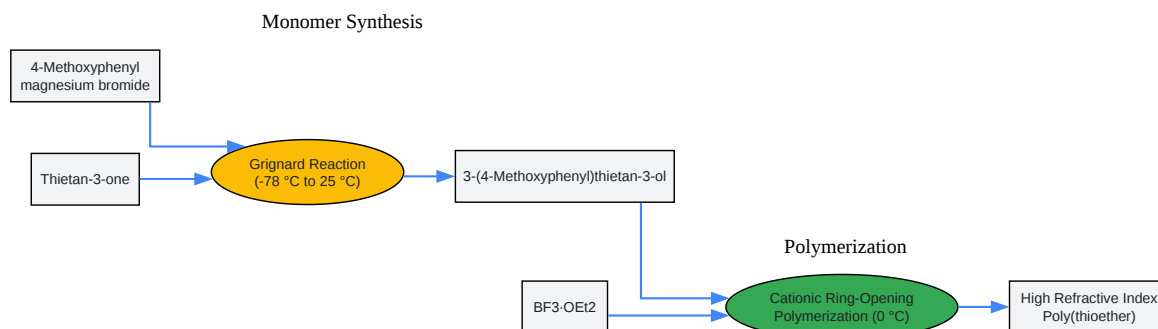 Monomer Synthesis
4-Methoxyphenyl
magnesium bromide
Thietan-3-one
Grignard Reaction
(-78 °C to 25 °C)
3-(4-Methoxyphenyl)thietan-3-ol
Polymerization
BF3·OEt2
Cationic Ring-Opening
Polymerization (0 °C)
High Refractive Index
Poly(thioether)